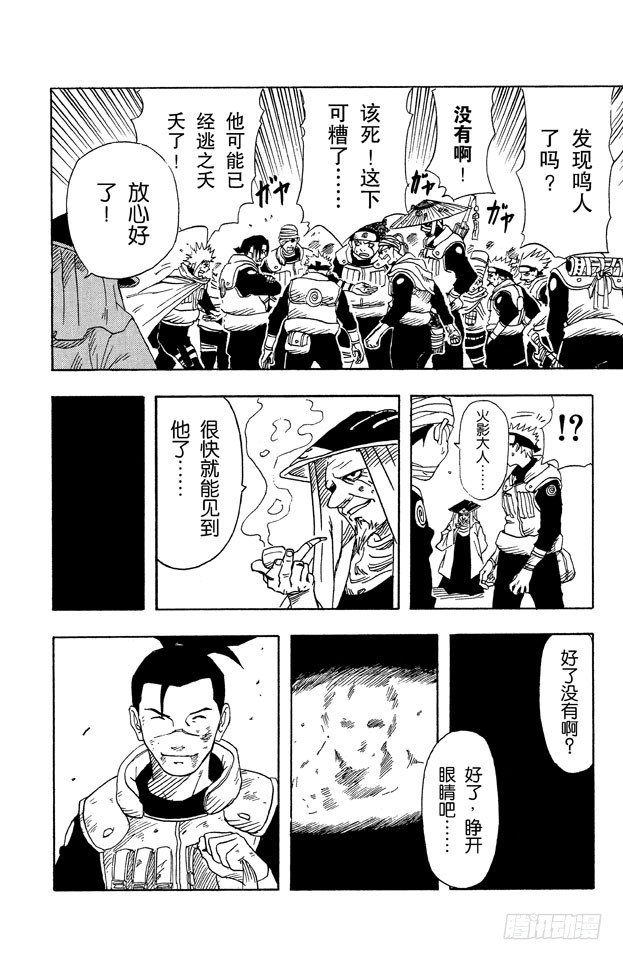 发现鸣人
了吗？
没有啊！
该死！这下
可糟了……
他可能已
经逃之夭
夭了！
放心好
了！
ガヤ
ガヤ
ガヤ
!?
火影大人……
很快就能见到
他了……
好了没有啊？
好了，睁开
眼睛吧……
腾讯动漫